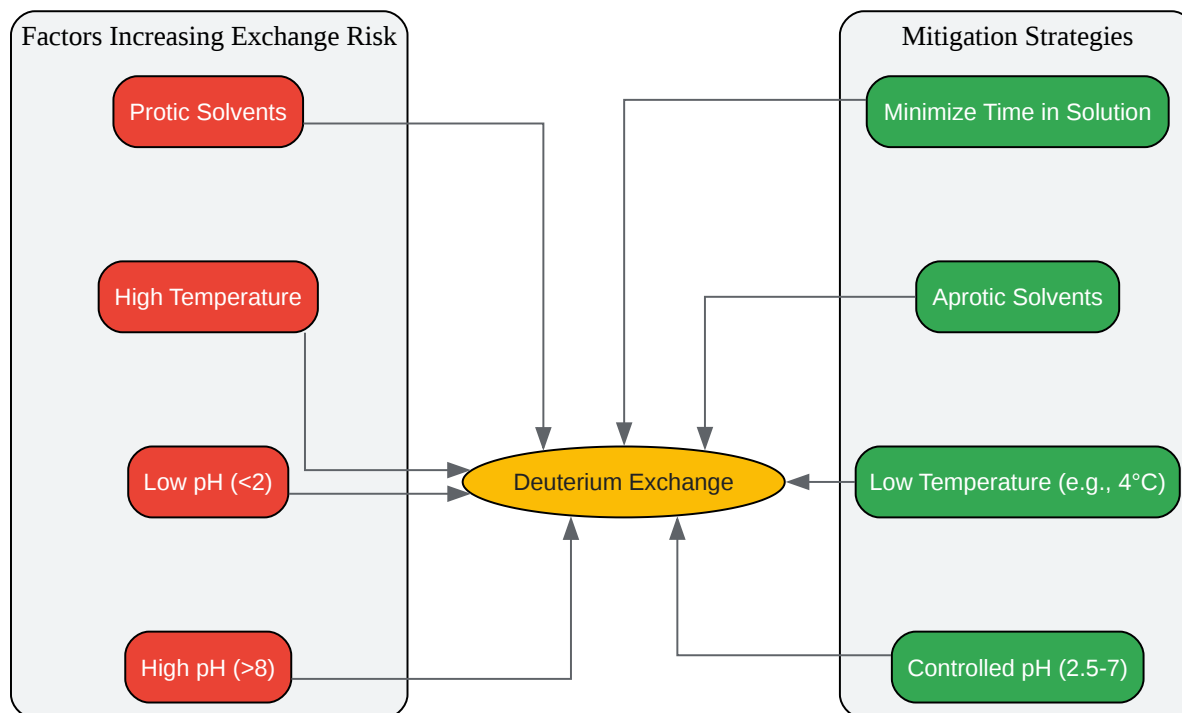 Factors Increasing Exchange Risk
Protic Solvents
High Temperature
Low pH (<2)
High pH (>8)
Deuterium Exchange
Mitigation Strategies
Minimize Time in Solution
Aprotic Solvents
Low Temperature (e.g., 4°C)
Controlled pH (2.5-7)